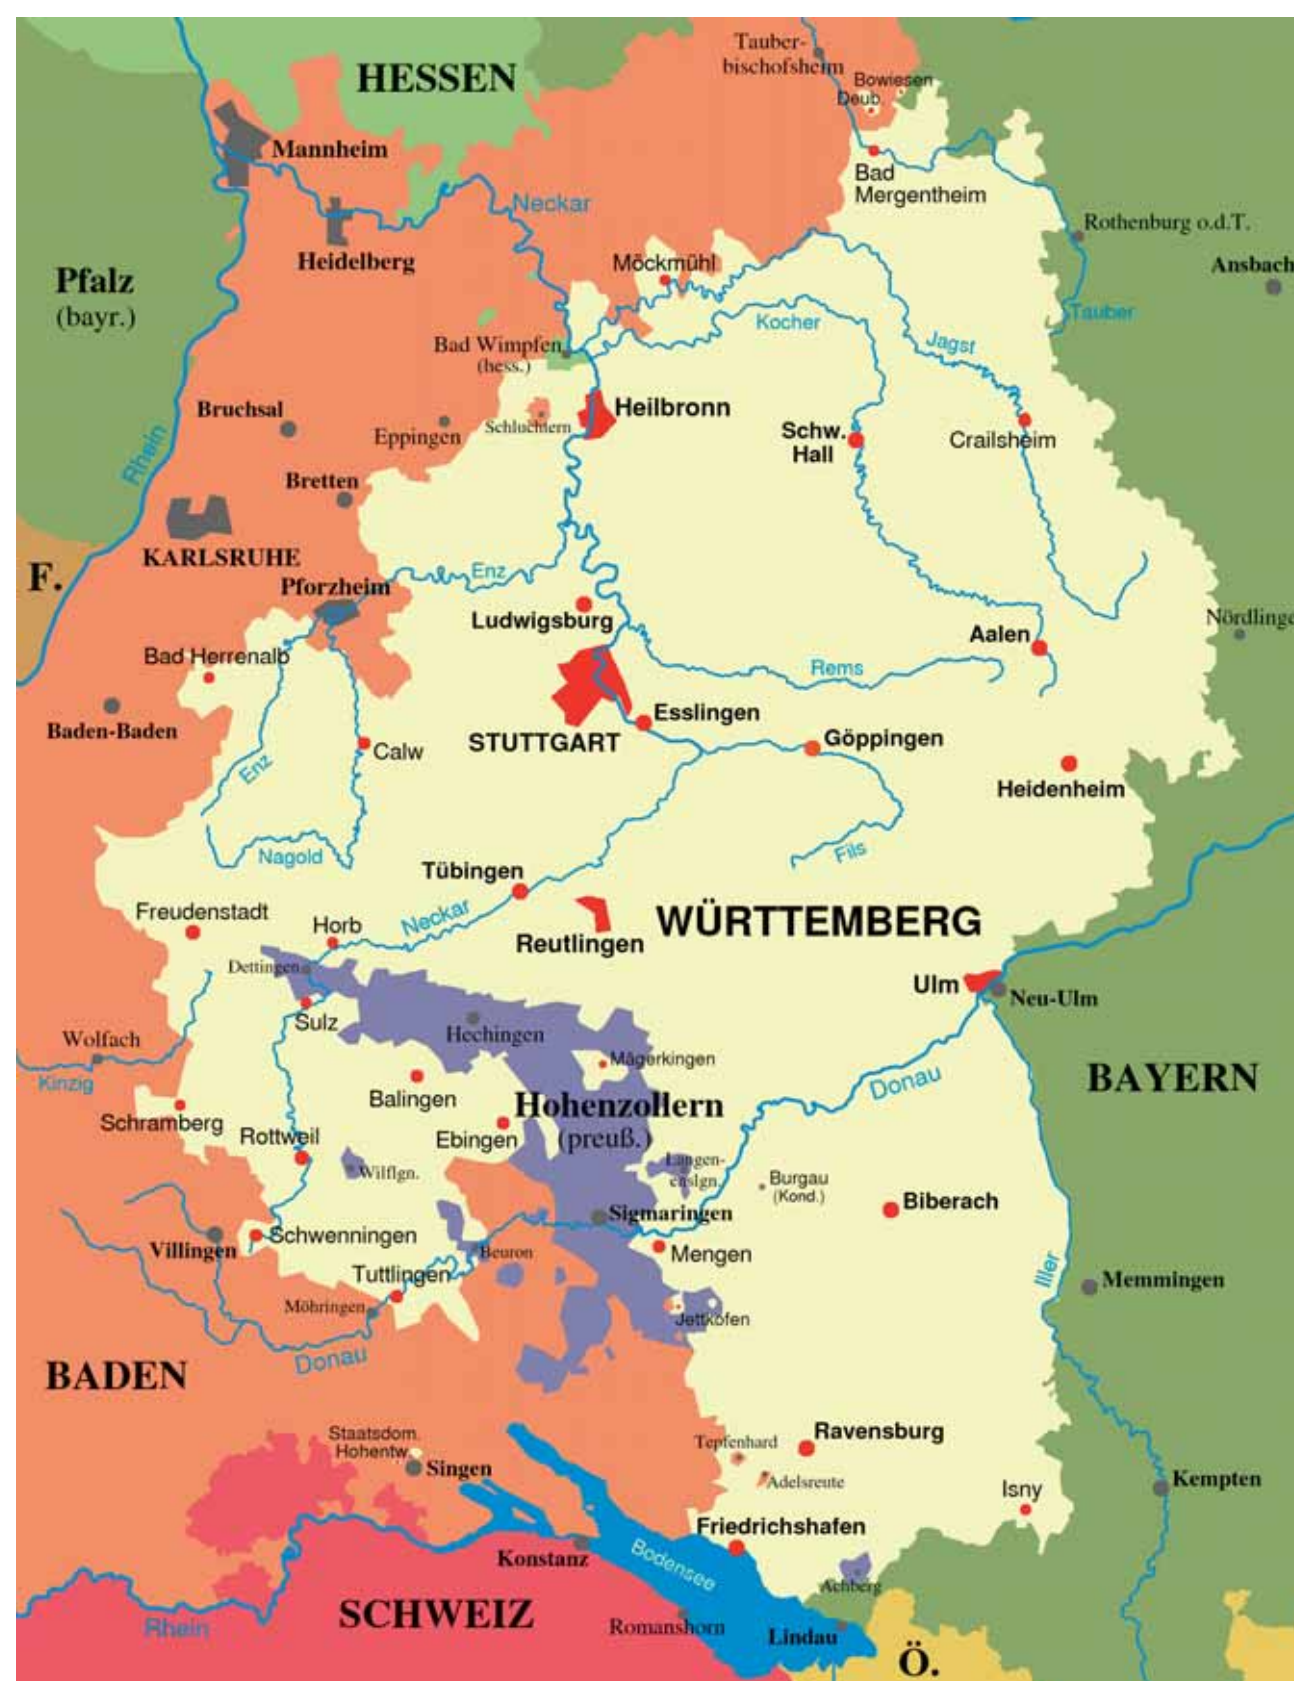 Tauber-
bischofsheim
HESSEN
Bowiesen
Deub.
Mannheim
Bad
Mergentheim
Neckar
Rothenburg o.d.T.
Heidelberg
Möckmühl
Ansbach
Pfalz
(bayr.)
Tauber
Kocher
Jagst
Bad Wimpfen
(hess.)
Bruchsal
Heilbronn
Eppingen
Schluchtern
Schw.
Hall
Crailsheim
Rhein
Bretten
KARLSRUHE
F.
Enz
Pforzheim
Ludwigsburg
Nördlinge
Aalen
Bad Herrenalb
Rems
Baden-Baden
Esslingen
STUTTGART
Göppingen
Calw
Enz
Heidenheim
Nagold
Fils
Tübingen
Freudenstadt
Neckar
WÜRTTEMBERG
Horb
Reutlingen
Dettingen
Ulm
Neu-Ulm
Sulz
Hechingen
Wolfach
Mägerkingen
Kinzig
Donau
BAYERN
Balingen
Hohenzollern
(preuß.)
Schramberg
Rottweil
Ebingen
Wilflgn.
Langen-
enslgn.
Burgau
(Kond.)
Biberach
Sigmaringen
Villingen
Schwenningen
Beuron
Mengen
Tuttlingen
Iller
Memmingen
Möhringen
Jettkofen
Donau
BADEN
Staatsdom.
Hohentw.
Singen
Tepfenhard
Ravensburg
Adelsreute
Isny
Kempten
Friedrichshafen
Konstanz
Bodensee
Achberg
SCHWEIZ
Rhein
Romanshorn
Lindau
Ö.